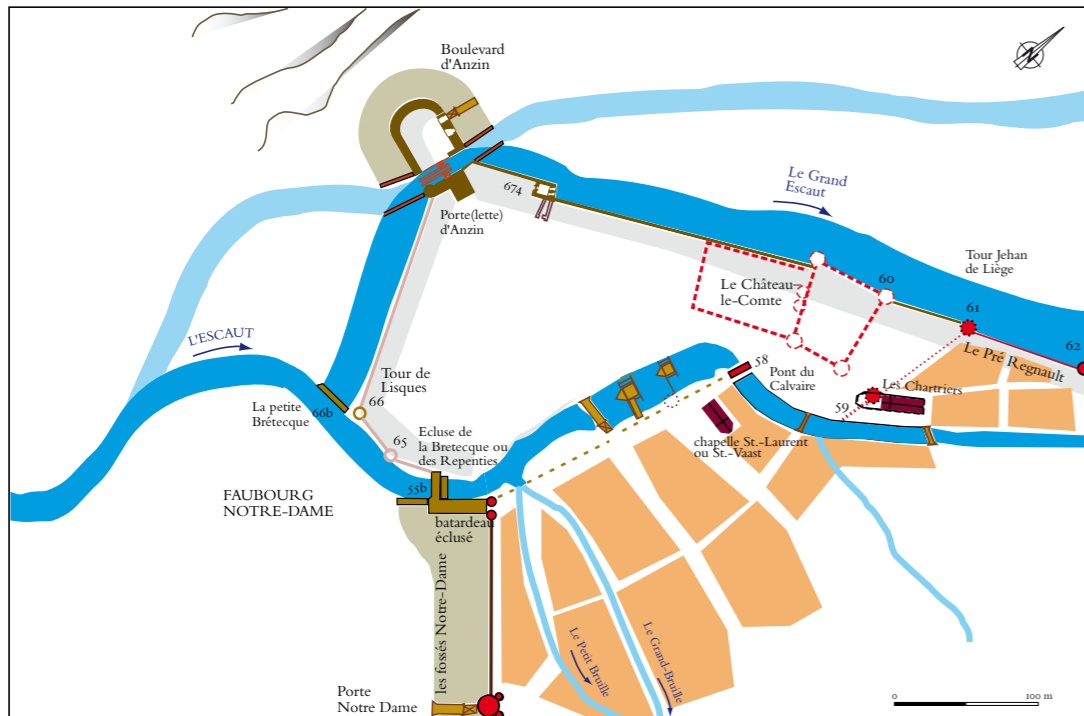 Boulevard
d'Anzin
N
674
Porte(lette)
d'Anzin
Le Grand
Escaut
Tour Jehan
de Liège
60
61
62
Le Château-
le-Comte
Le Pré Regnault
L'ESCAUT
Tour de
Lisques
66
La petite
Brétecque
66b
65
Ecluse de
la Bretecque ou
des Repenties
58
Pont du
Calvaire
Les Chartriers
59
chapelle St.-Laurent
ou St.-Vaast
FAUBOURG
NOTRE-DAME
55b
batardeau
éclusé
les fossés Notre-Dame
Le Petit Bruille
Le Grand-Bruille
Porte
Notre Dame
0
100 m